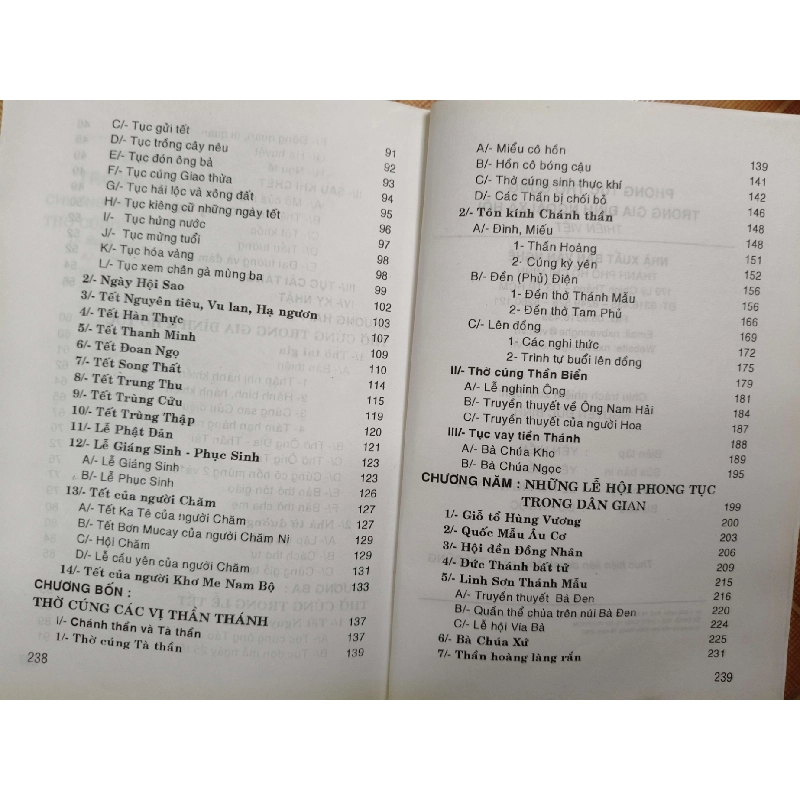 C/- Tục gửi tết
D/- Tục trồng cây nêu 91
E/- Tục đón ông bà 92
F/- Tục cúng Giao thừa 93
G/- Tục hái lộc và xông đất 94
H/- Tục kiêng cữ những ngày tết 95
I/- Tục hứng nước 96
J/- Tục mừng tuổi 98
K/- Tục hóa vàng 98
L/- Tục xem chân gà mùng ba 99
2/- Ngày Hội Sao 102
3/- Tết Nguyên tiêu, Vu lan, Hạ nguơn 103
4/- Tết Hàn Thực 107
5/- Tết Thanh Minh 109
6/- Tết Đoan Ngọ 110
7/- Tết Song Thất 114
8/- Tết Trung Thu 115
9/- Tết Trùng Cửu 119
10/- Tết Trùng Thập 120
11/- Lễ Phật Đản 121
12/- Lễ Giáng Sinh - Phục Sinh 123
A/- Lễ Giáng Sinh 123
B/- Lễ Phục Sinh 126
13/- Tết của người Chăm 127
A/- Tết Ka Tê của người Chăm 127
B/- Tết Bơn Mucay của người Chăm Ni 129
C/- Hội Chăm 129
D/- Lễ cầu yên của người Chăm 131
14/- Tết của người Khơ Me Nam Bộ 133
CHƯƠNG BỐN :
THỜ CÚNG CÁC VỊ THẦN THÁNH 137
I/- Chánh thần và Tà thần 137
1/- Thờ cúng Tà thần 139
238
A/- Miếu cô hồn 139
B/- Hồn cô bóng cậu 141
C/- Thờ cúng sinh thực khí 142
D/- Các Thần bị chối bỏ 146
2/- Tôn kính Chánh thần 148
A/- Đình, Miếu 148
1- Thần Hoàng 151
2- Cúng kỳ yên 152
B/- Đền (Phủ) Điện 156
1- Đền thờ Thánh Mẫu 156
2- Đền thờ Tam Phủ 166
C/- Lên đồng 169
1- Các nghi thức 172
2- Trình tự buổi lên đồng 175
II/- Thờ cúng Thần Biển 179
A/- Lễ nghinh Ông 181
B/- Truyền thuyết về Ông Nam Hải 184
C/- Truyền thuyết của người Hoa 187
III/- Tục vay tiền Thánh 188
A/- Bà Chúa Kho 189
B/- Bà Chúa Ngọc 195
CHƯƠNG NĂM : NHỮNG LỄ HỘI PHONG TỤC
TRONG DÂN GIAN 199
1/- Giỗ tổ Hùng Vương 200
2/- Quốc Mẫu Âu Cơ 203
3/- Hội đền Đồng Nhân 206
4/- Đức Thánh bất tử 209
5/- Linh Sơn Thánh Mẫu 215
A/- Truyền thuyết Bà Đen 216
B/- Quần thể chùa trên núi Bà Đen 220
C/- Lễ hội Vía Bà 224
6/- Bà Chúa Xứ 225
7/- Thần hoàng làng rắn 231
239